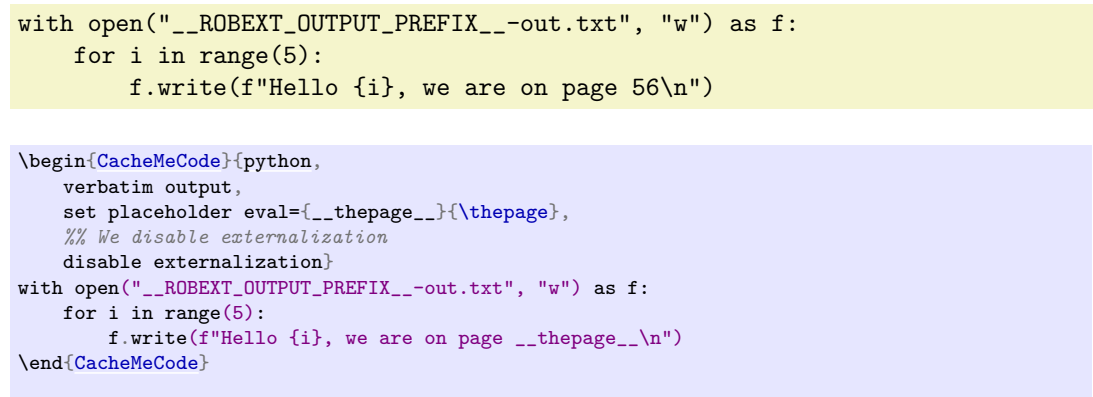 with open("__ROBEXT_OUTPUT_PREFIX__-out.txt", "w") as f:
    for i in range(5):
        f.write(f"Hello {i}, we are on page 56\n")
\begin{CacheMeCode}{python,
    verbatim output,
    set placeholder eval={__thepage__}{\thepage},
    %% We disable externalization
    disable externalization}
with open("__ROBEXT_OUTPUT_PREFIX__-out.txt", "w") as f:
    for i in range(5):
        f.write(f"Hello {i}, we are on page __thepage__\n")
\end{CacheMeCode}